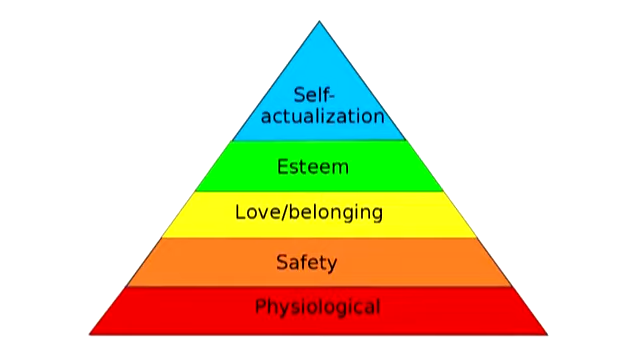 Self-
actualization
Esteem
Love/belonging
Safety
Physiological